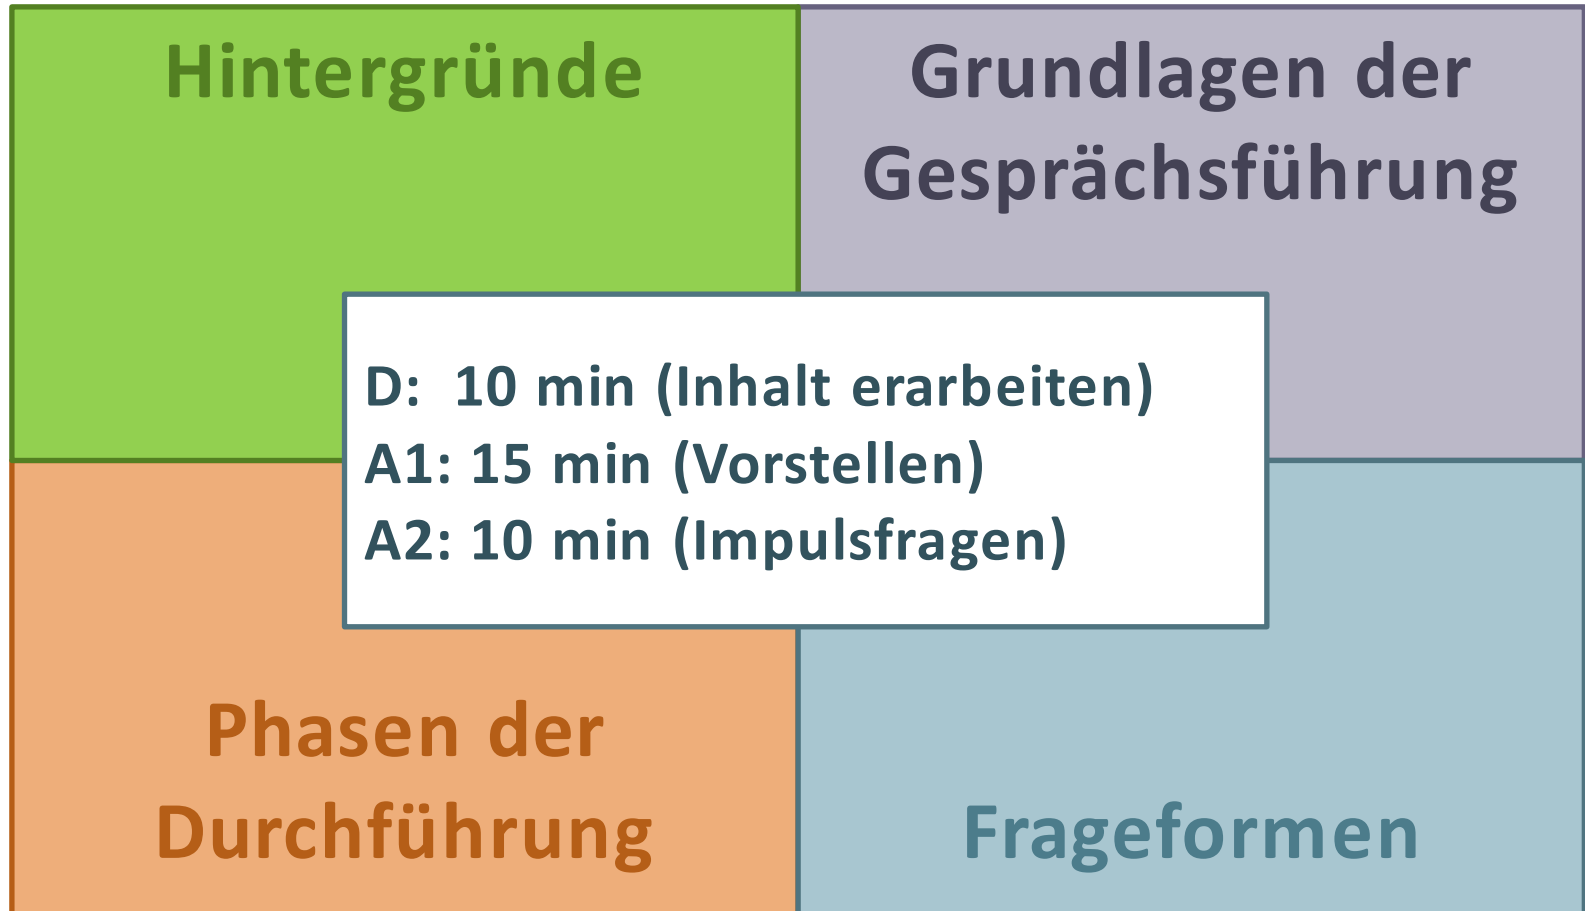 Hintergründe
Grundlagen der
Gesprächsführung
D: 10 min (Inhalt erarbeiten)
A1: 15 min (Vorstellen)
A2: 10 min (Impulsfragen)
Phasen der
Durchführung
Frageformen